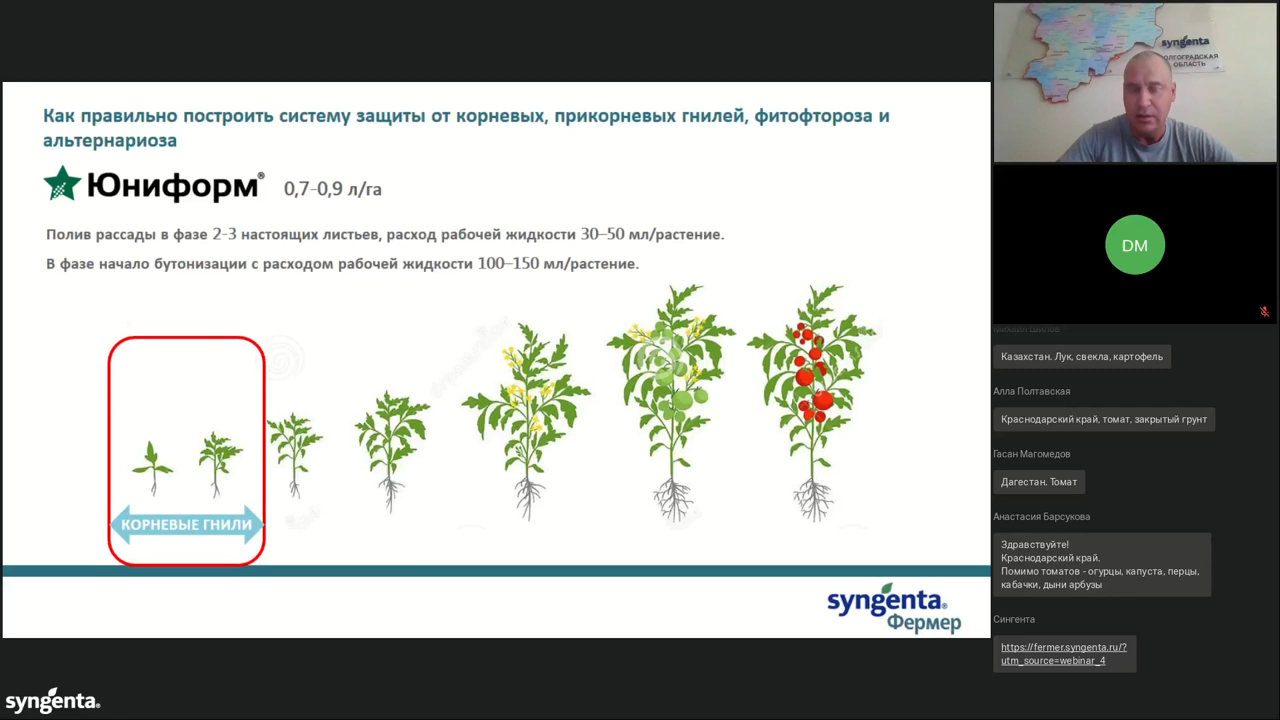 Как правильно построить систему защиты от корневых, прикорневых гнилей, фитофтороза и
альтернариоза
Юниформ® 0,7-0,9 л/га
Полив рассады в фазе 2-3 настоящих листьев, расход рабочей жидкости 30–50 мл/растение.
В фазе начало бутонизации с расходом рабочей жидкости 100–150 мл/растение.
КОРНЕВЫЕ ГНИЛИ
syngenta®
Фермер
syngenta®
syngenta
ВОЛГОГРАДСКАЯ
ОБЛАСТЬ
DM
Казахстан. Лук, свекла, картофель
Алла Полтавская
Краснодарский край, томат, закрытый грунт
Гасан Магомедов
Дагестан. Томат
Анастасия Барсукова
Здравствуйте!
Краснодарский край.
Помимо томатов - огурцы, капуста, перцы,
кабачки, дыни арбузы
Сингента
https://fermer.syngenta.ru/?
utm_source=webinar_4